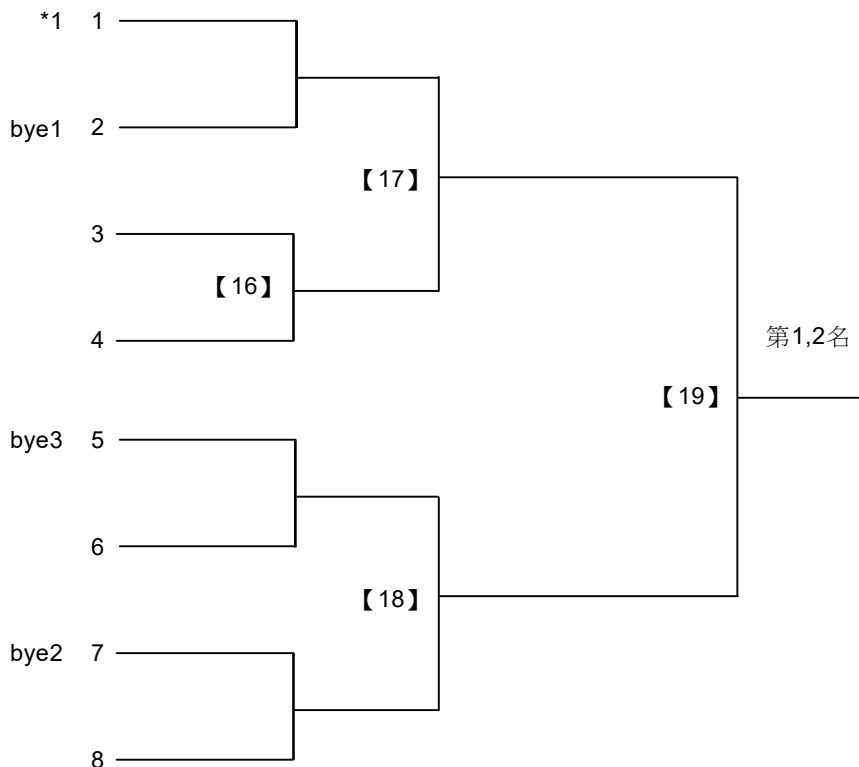 *1 1
bye1 2
【17】
3
【16】
4
第1,2名
【19】
bye3 5
6
【18】
bye2 7
8